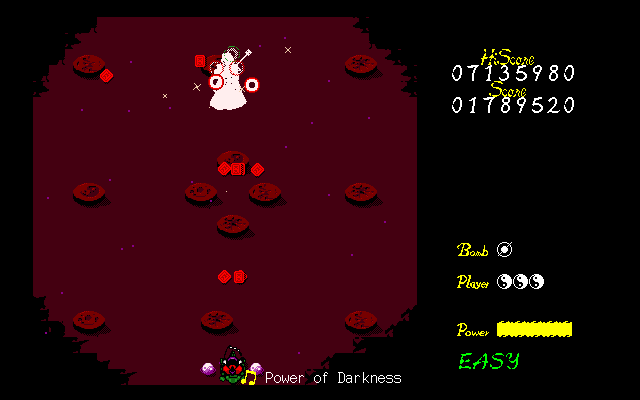 HiScore
07135980
Score
01789520
Bomb
Player
Power
EASY
♫ Power of Darkness